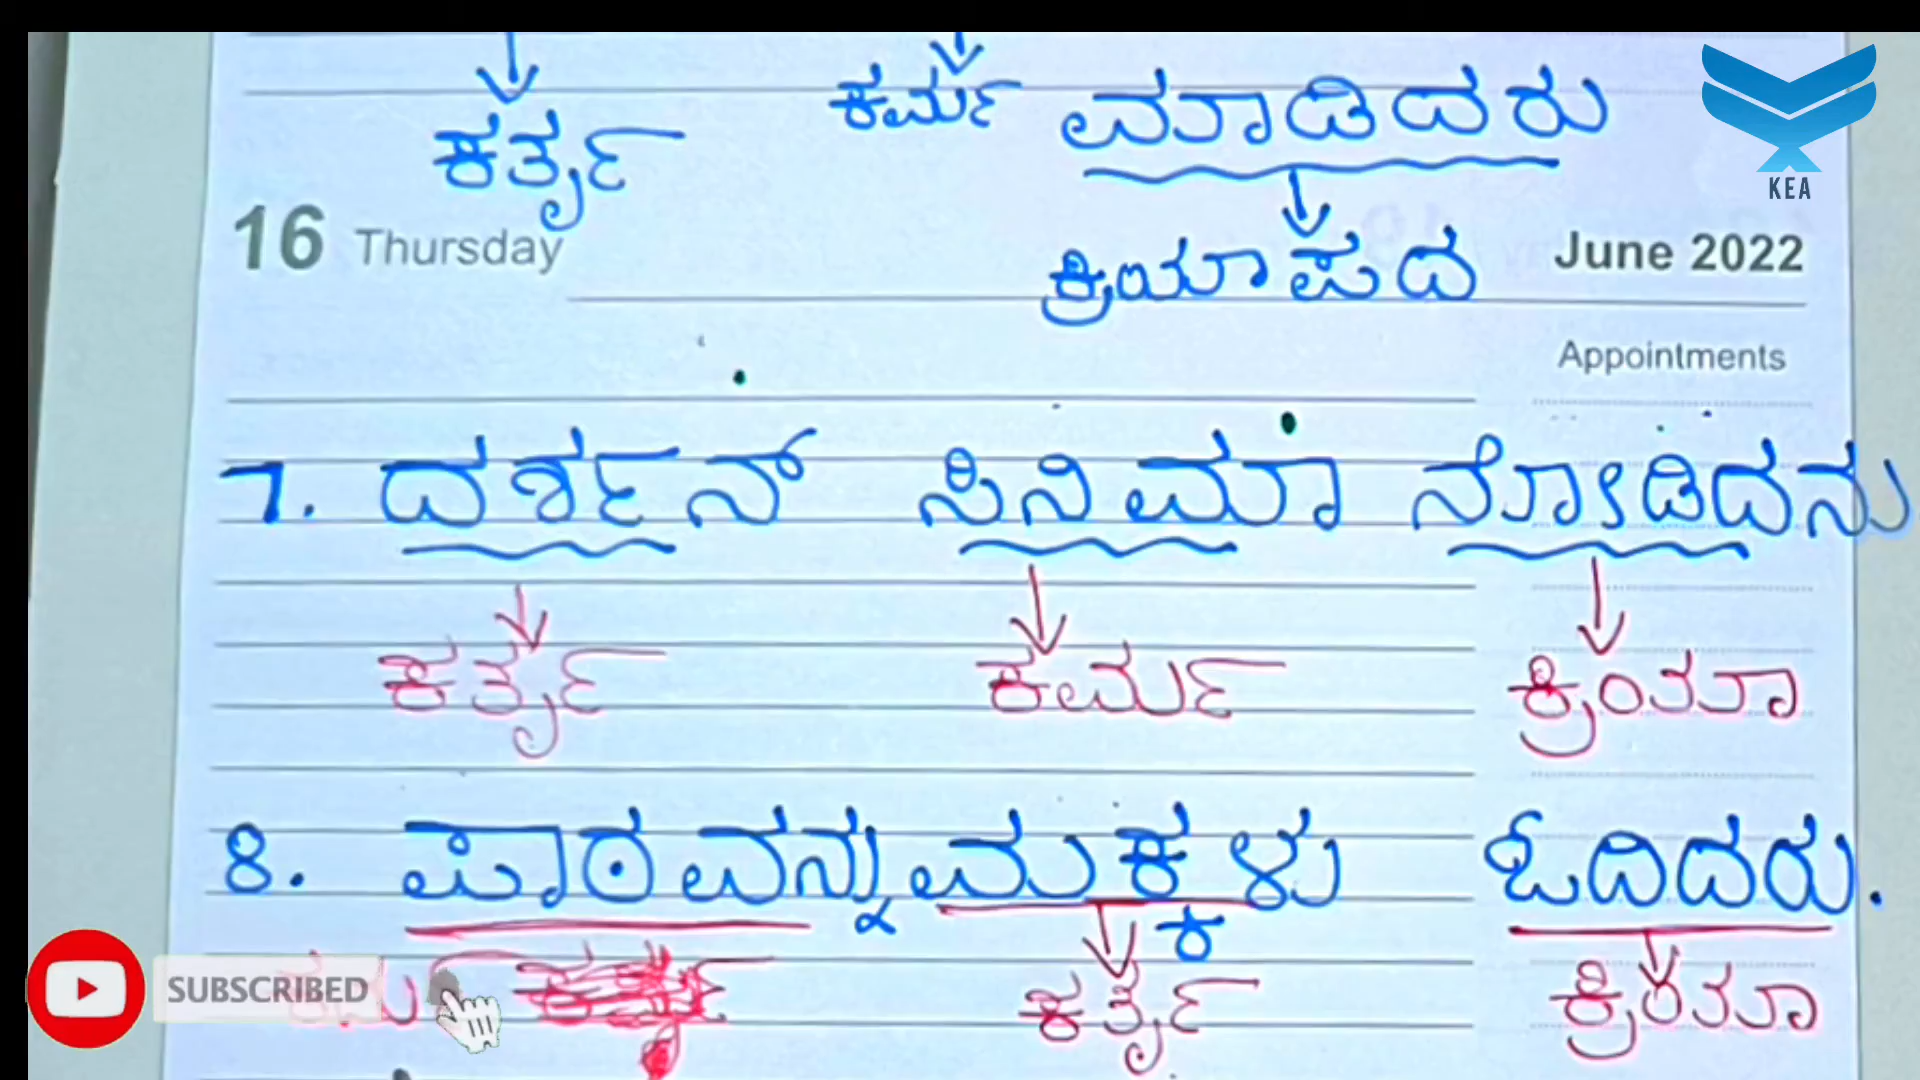 ಕರ್ತೃ ಕರ್ಮ ಮಾಡಿದರು
KEA
16 Thursday ಕ್ರಿಯಾಪದ June 2022
Appointments
7. ದರ್ಶನ್ ಸಿನಿಮಾ ನೋಡಿದನು
ಕರ್ತೃ ಕರ್ಮ ಕ್ರಿಯಾ
8. ಪಾಠವನ್ನು ಮಕ್ಕಳು ಓದಿದರು.
SUBSCRIBED ಕರ್ತೃ ಕ್ರಿಯಾ